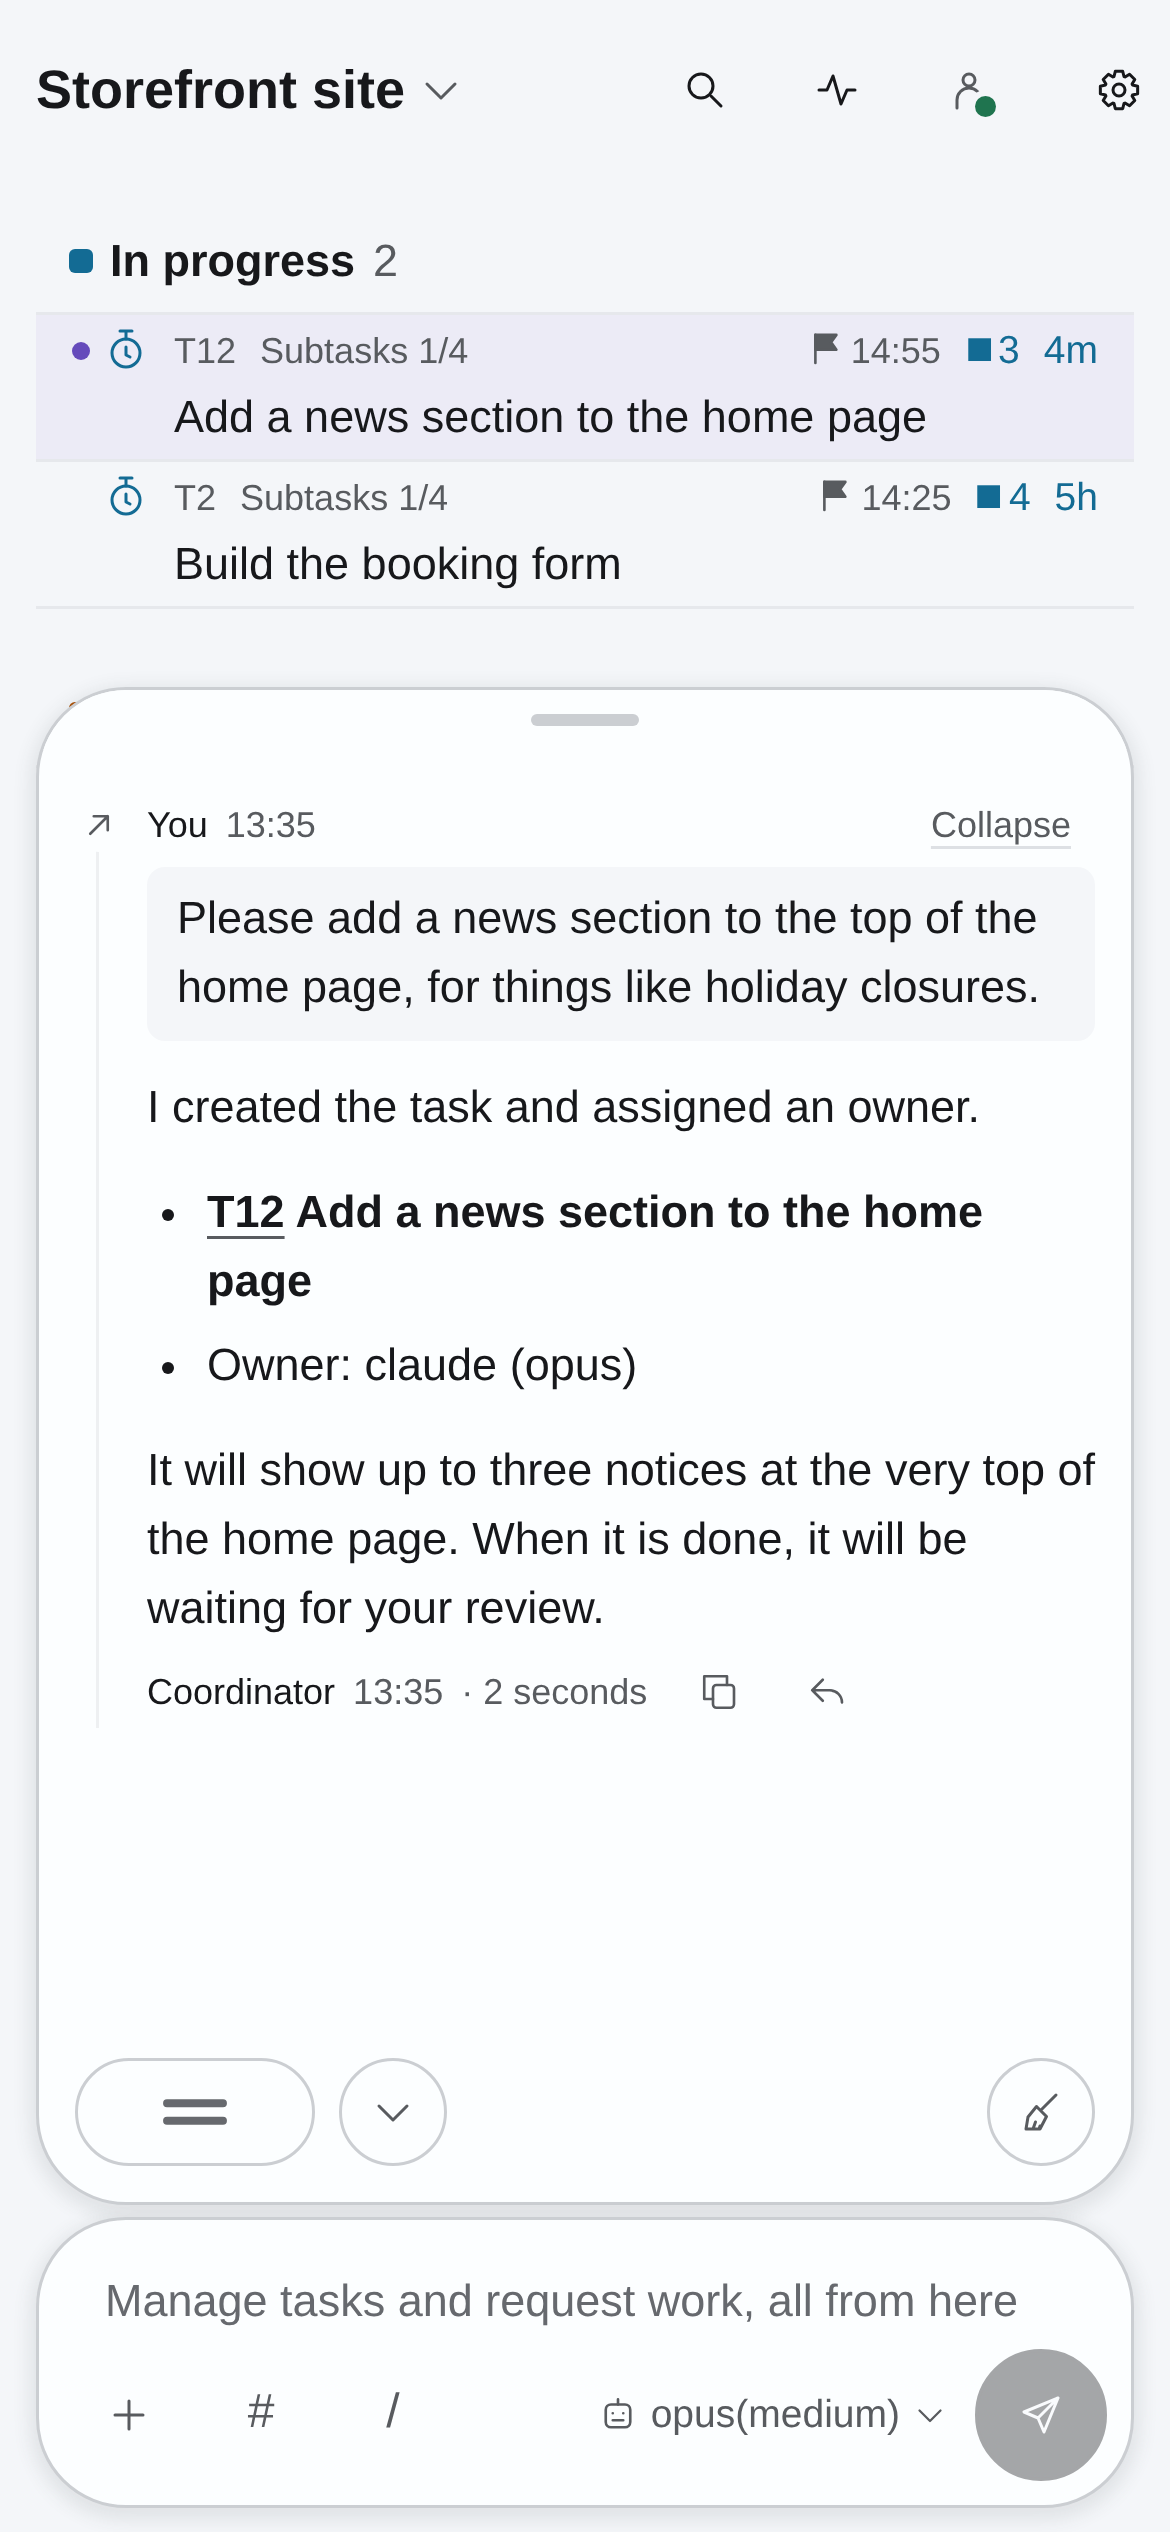 Storefront site
In progress 2
T12 Subtasks 1/4 14:55 3 4m
Add a news section to the home page
T2 Subtasks 1/4 14:25 4 5h
Build the booking form
You 13:35 Collapse
Please add a news section to the top of the
home page, for things like holiday closures.
I created the task and assigned an owner.
• T12 Add a news section to the home
page
• Owner: claude (opus)
It will show up to three notices at the very top of
the home page. When it is done, it will be
waiting for your review.
Coordinator 13:35 · 2 seconds
Manage tasks and request work, all from here
# / opus(medium)